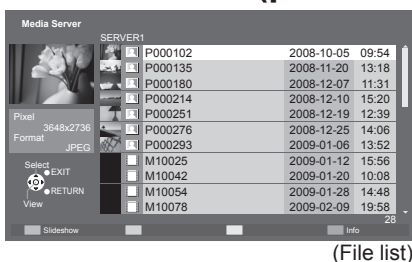 Media Server
SERVER1
P000102 2008-10-05 09:54
P000135 2008-11-20 13:18
P000180 2008-12-07 11:31
P000214 2008-12-10 15:20
P000251 2008-12-19 12:39
P000276 2008-12-25 14:06
P000293 2009-01-06 13:52
M10025 2009-01-12 15:56
M10042 2009-01-20 10:08
M10054 2009-01-28 14:48
M10078 2009-02-09 19:58
Pixel
3648x2736
Format
JPEG
Select
EXIT
RETURN
View
28
Slideshow
Info
(File list)